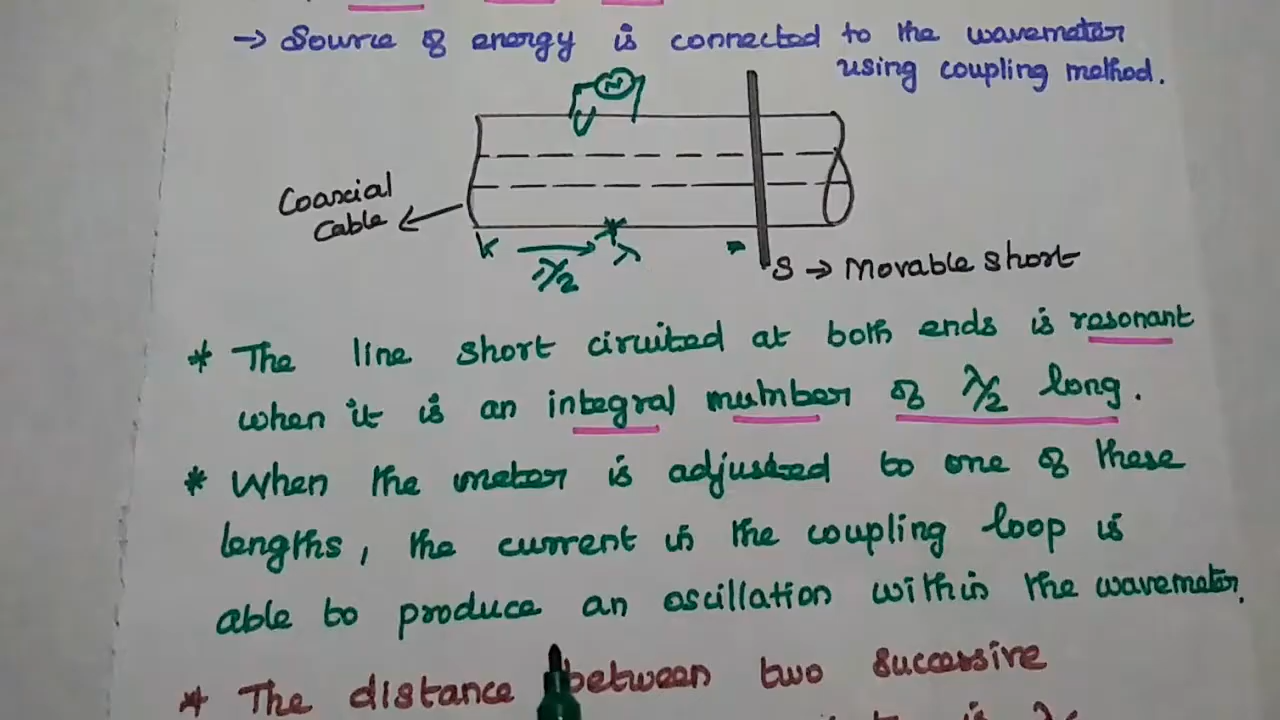 → Source of energy is connected to the wavemeter
using coupling method.
N
Coaxial
Cable
λ/2
λ
S → Movable short
* The line short circuited at both ends is resonant
when it is an integral number of λ/2 long.
* When the meter is adjusted to one of these
lengths, the current in the coupling loop is
able to produce an oscillation within the wavemeter.
* The distance between two successive
is